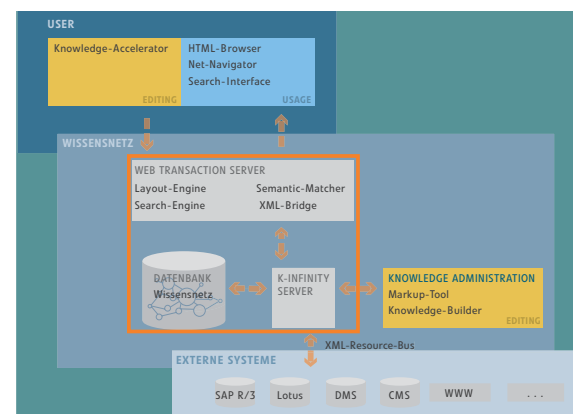 USER
Knowledge-Accelerator
EDITING
HTML-Browser
Net-Navigator
Search-Interface
USAGE
WISSENSNETZ
WEB TRANSACTION SERVER
Layout-Engine Semantic-Matcher
Search-Engine XML-Bridge
DATENBANK
Wissensnetz
K-INFINITY
SERVER
KNOWLEDGE ADMINISTRATION
Markup-Tool
Knowledge-Builder
EDITING
XML-Resource-Bus
EXTERNE SYSTEME
SAP R/3 Lotus DMS CMS WWW ...